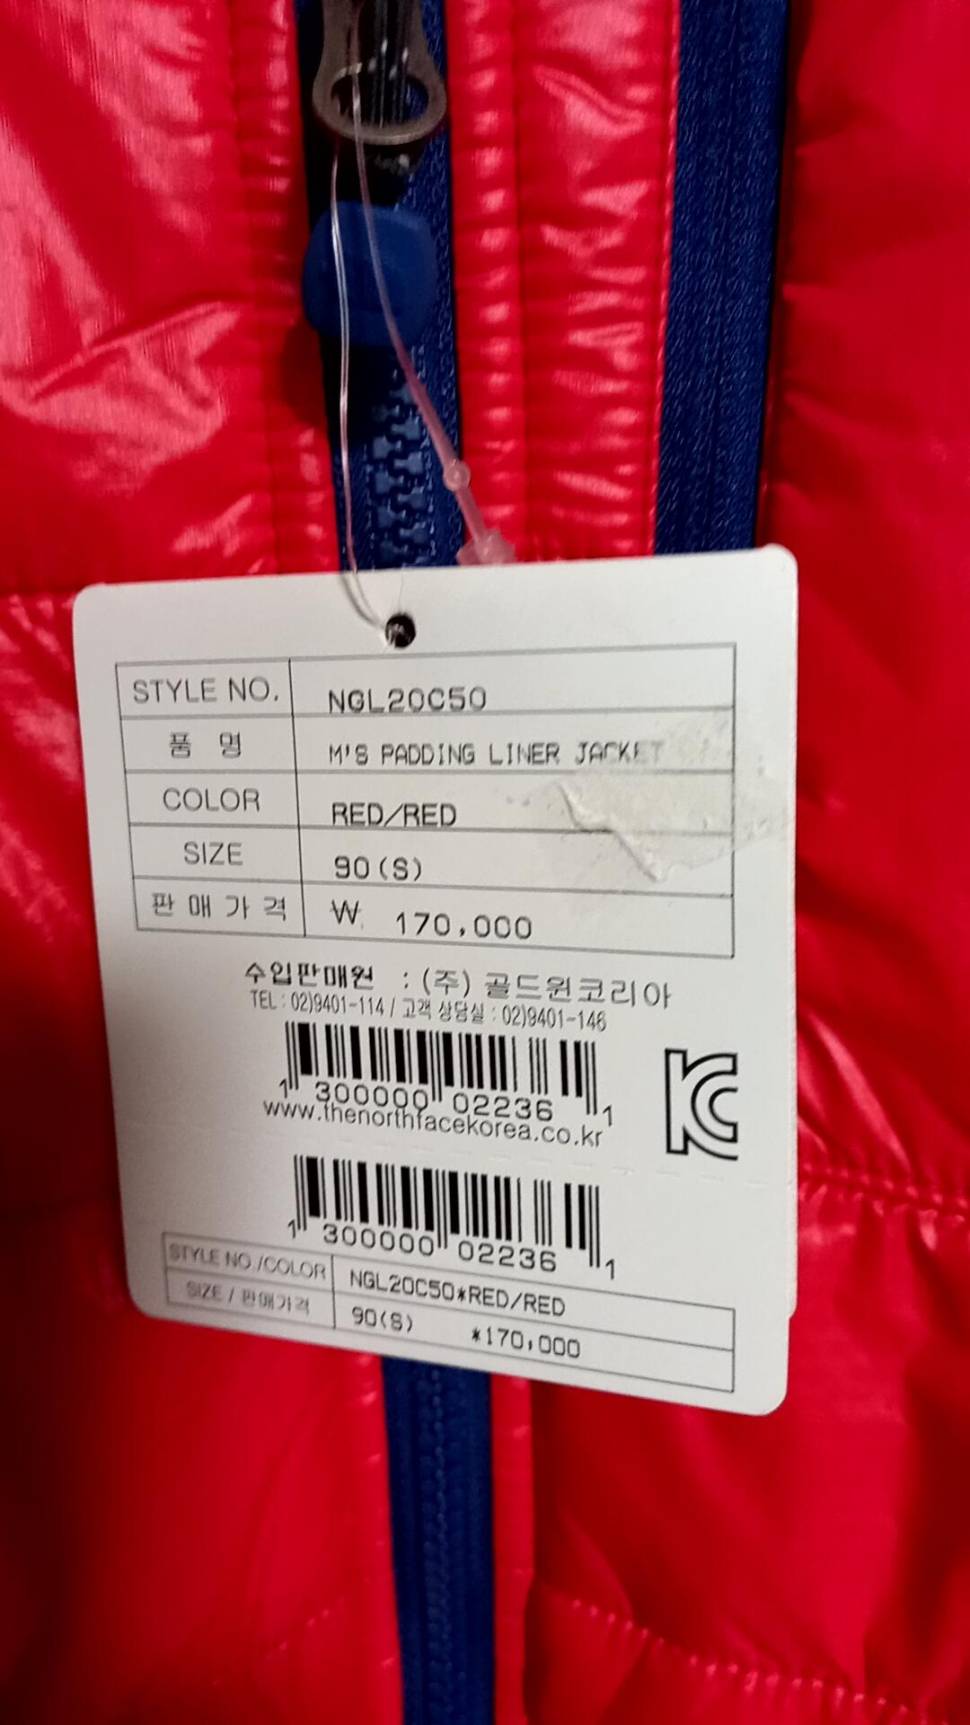 STYLE NO. NGL20C50
품 명 M'S PADDING LINER JACKET
COLOR RED/RED
SIZE 90(S)
판 매 가 격 ₩ 170,000
수입판매원 : (주) 골드윈코리아
TEL : 02)9401-114 / 고객 상담실 : 02)9401-146
1 300000 02236 1
www.thenorthfacekorea.co.kr
KC
1 300000 02236 1
STYLE NO./COLOR NGL20C50*RED/RED
SIZE / 판매가격 90(S) *170,000